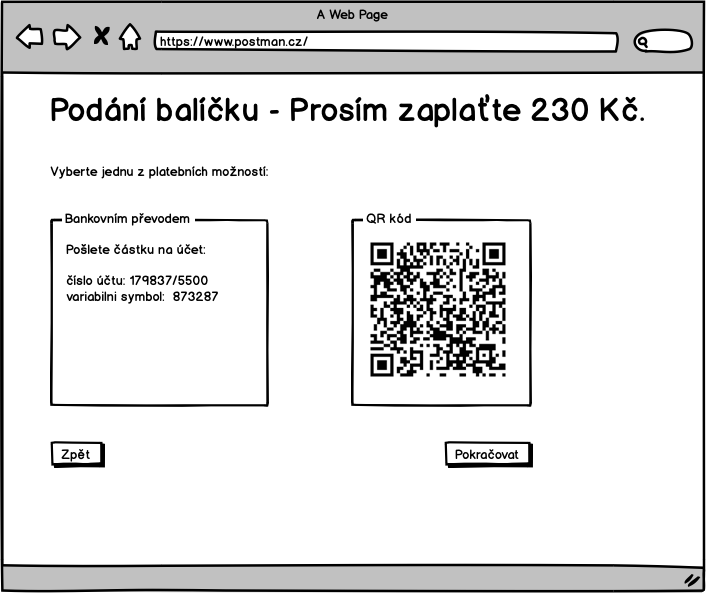 A Web Page
https://www.postman.cz/
Podání balíčku - Prosím zaplaťte 230 Kč.
Vyberte jednu z platebních možností:
Bankovním převodem
Pošlete částku na účet:
číslo účtu: 179837/5500
variabilni symbol: 873287
QR kód
Zpět
Pokračovat